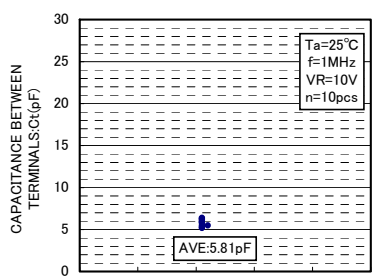 30
25
20
15
10
5
0
CAPACITANCE BETWEEN
TERMINALS:Ct(pF)
Ta=25℃
f=1MHz
VR=10V
n=10pcs
AVE:5.81pF